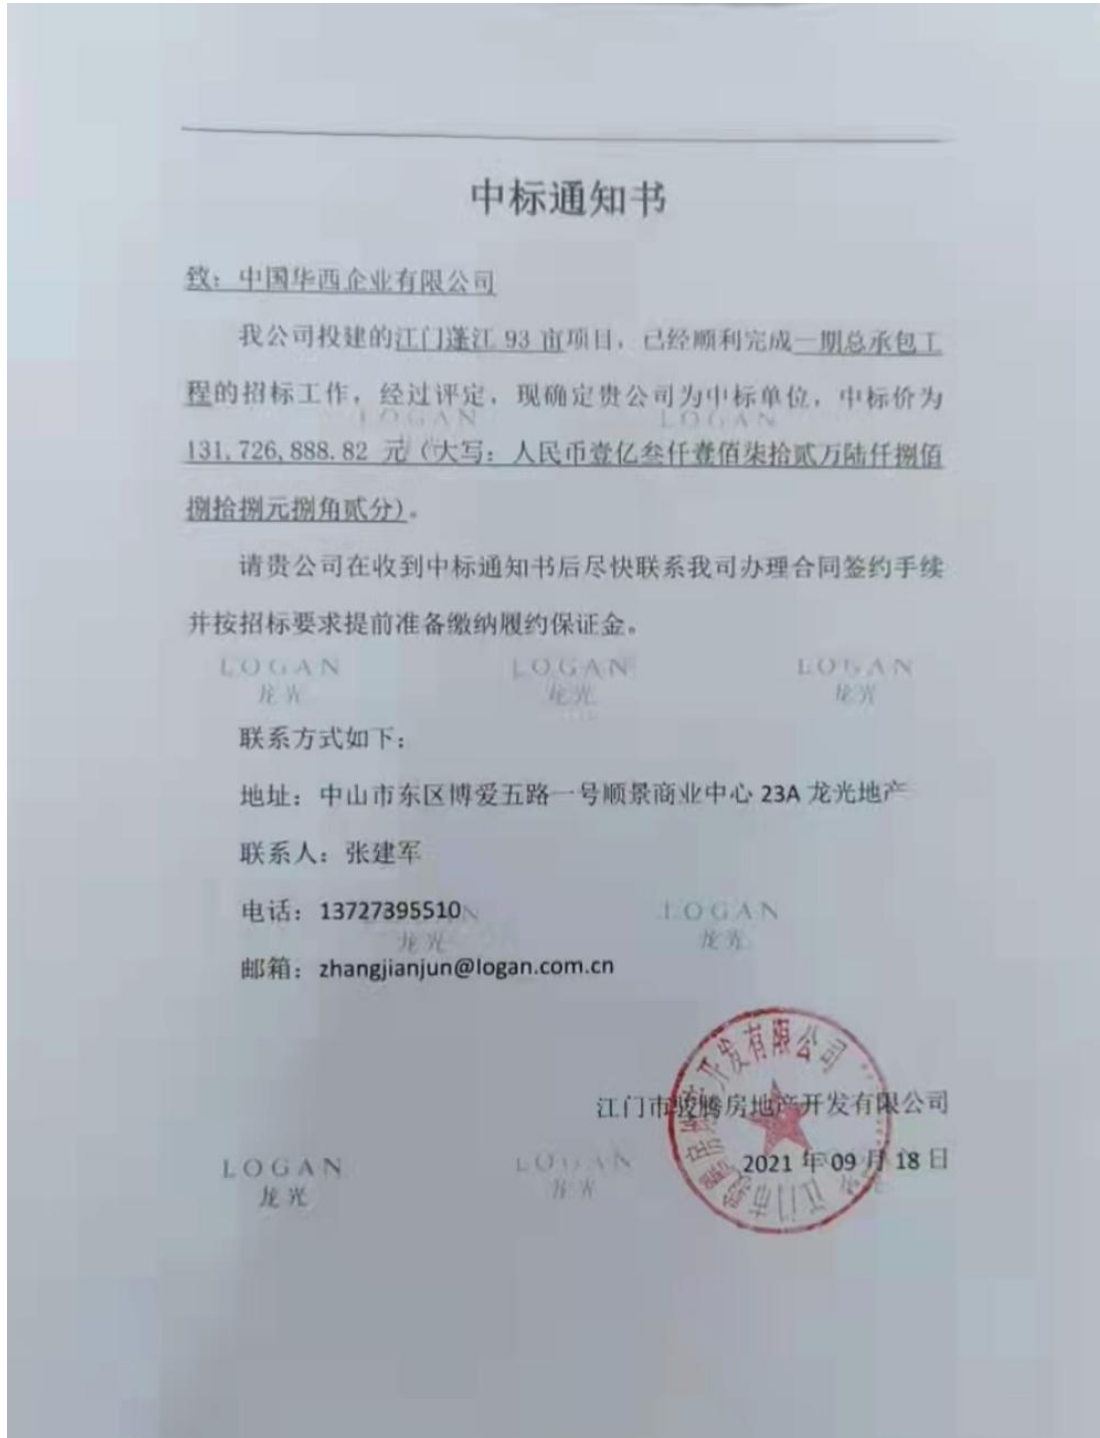 中标通知书
致：中国华西企业有限公司
我公司投建的江门蓬江 93 亩项目，已经顺利完成一期总承包工
程的招标工作，经过评定，现确定贵公司为中标单位，中标价为
LOGAN LOGAN
131,726,888.82 元（大写：人民币壹亿叁仟壹佰柒拾贰万陆仟捌佰
捌拾捌元捌角贰分）。
请贵公司在收到中标通知书后尽快联系我司办理合同签约手续
并按招标要求提前准备缴纳履约保证金。
LOGAN LOGAN LOGAN
龙光 龙光 龙光
联系方式如下：
地址：中山市东区博爱五路一号顺景商业中心 23A 龙光地产
联系人：张建军
电话：13727395510
LOGAN
龙光 龙光
邮箱：zhangjianjun@logan.com.cn
江门市骏腾房地产开发有限公司
2021 年 09 月 18 日
LOGAN LOGAN
龙光 龙光